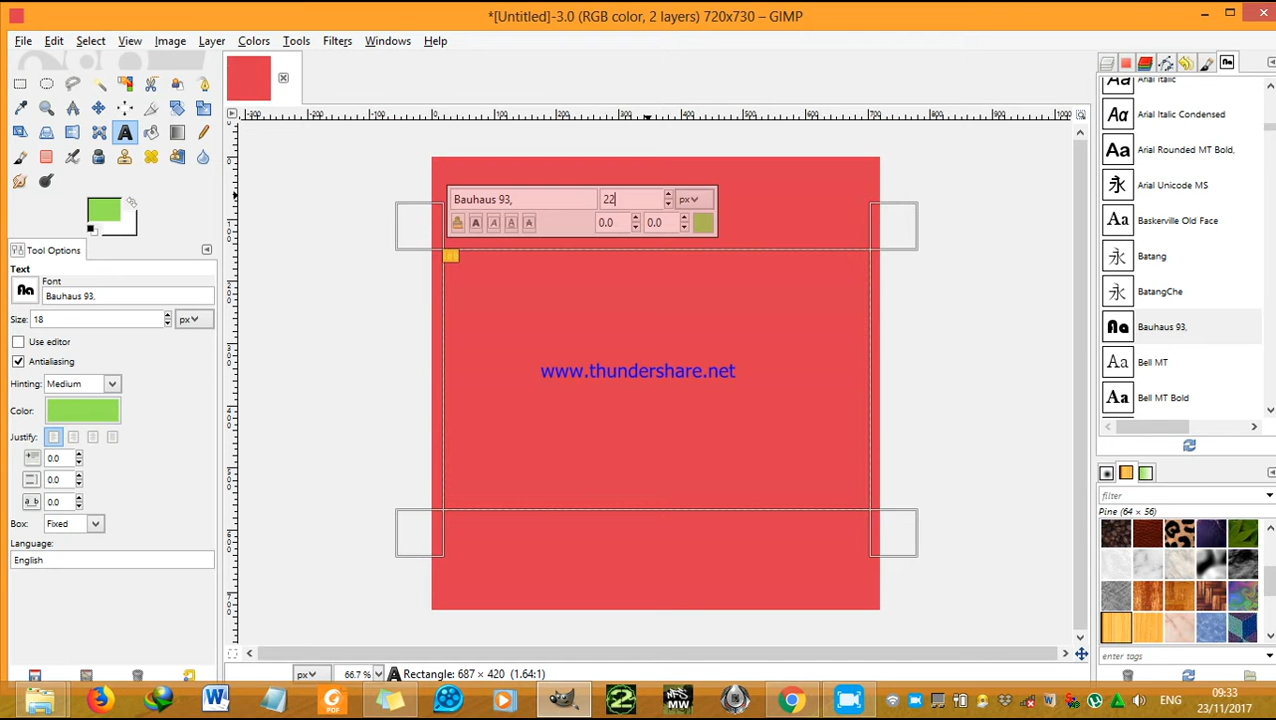 *[Untitled]-3.0 (RGB color, 2 layers) 720x730 – GIMP
File Edit Select View Image Layer Colors Tools Filters Windows Help
Tool Options
Text
Font
Bauhaus 93,
Size: 18 px
Use editor
Antialiasing
Hinting: Medium
Color:
Justify:
0.0
0.0
0.0
Box: Fixed
Language:
English
Bauhaus 93, 22 px
0.0 0.0
www.thundershare.net
px 66.7 % Rectangle: 687 × 420 (1.64:1)
Arial Italic
Arial Italic Condensed
Arial Rounded MT Bold,
Arial Unicode MS
Baskerville Old Face
Batang
BatangChe
Bauhaus 93,
Bell MT
Bell MT Bold
filter
Pine (64 × 56)
enter tags
ENG
09:33
23/11/2017